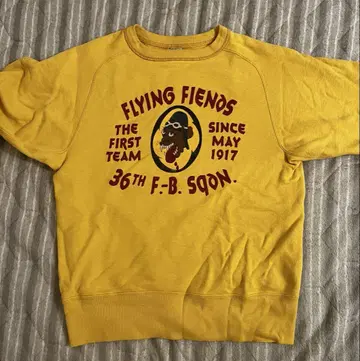 FLYING FIENDS
THE FIRST TEAM
SINCE MAY 1917
36TH F.-B. SQDN.